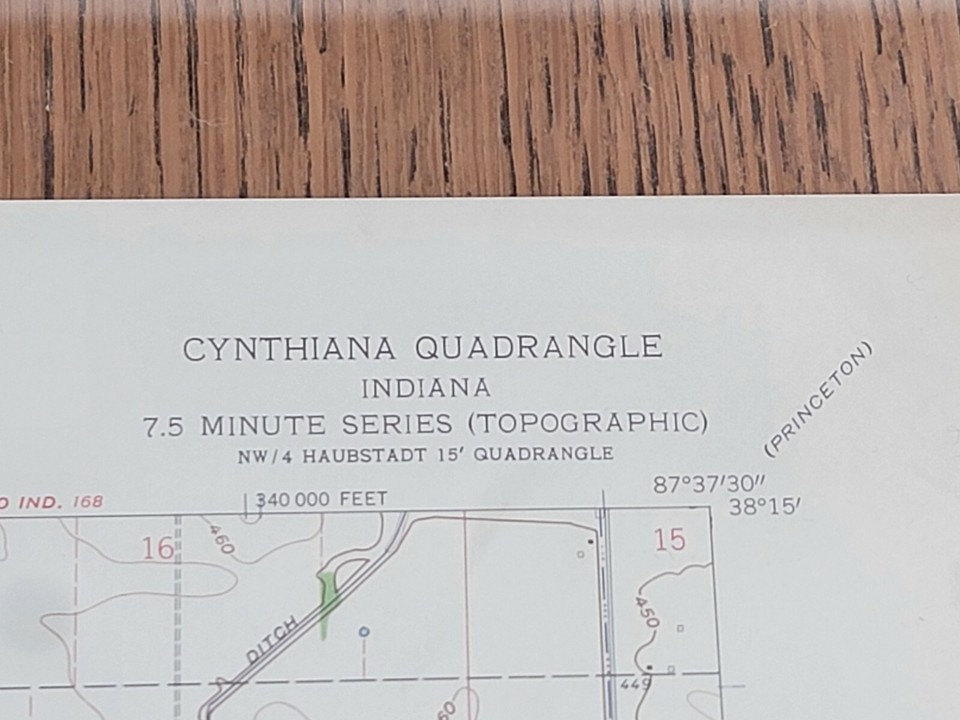 CYNTHIANA QUADRANGLE
INDIANA
7.5 MINUTE SERIES (TOPOGRAPHIC)
NW/4 HAUBSTADT 15' QUADRANGLE
(PRINCETON)
IND. 168
340 000 FEET
87°37'30"
38°15'
16
460
15
450
DITCH
449